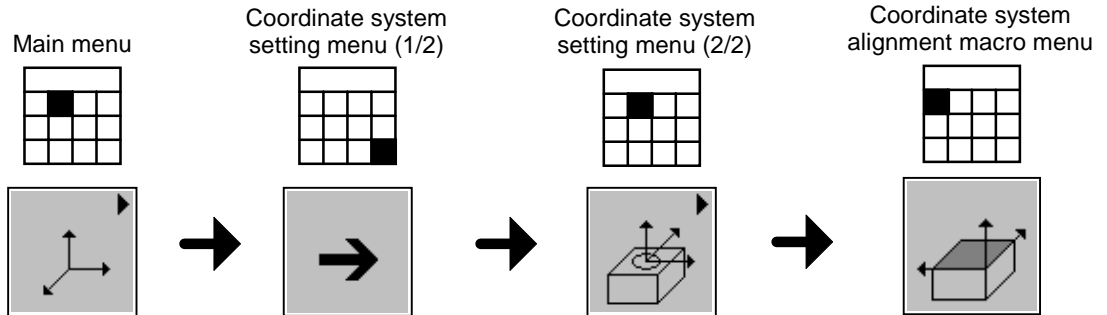 Main menu
Coordinate system
setting menu (1/2)
Coordinate system
setting menu (2/2)
Coordinate system
alignment macro menu